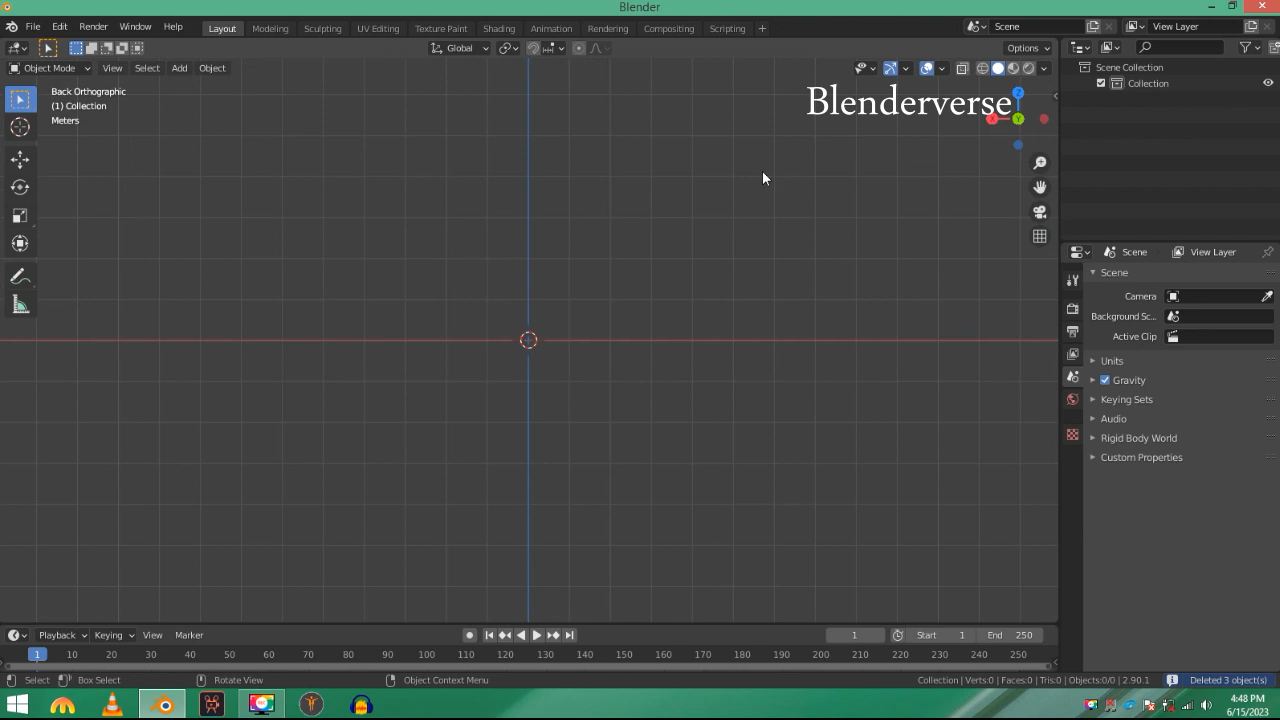 Blender
File Edit Render Window Help Layout Modeling Sculpting UV Editing Texture Paint Shading Animation Rendering Compositing Scripting + Scene View Layer
Global Options
Object Mode View Select Add Object
Back Orthographic
(1) Collection
Meters
Blenderverse
Z
X
Y
Scene Collection
Collection
Scene View Layer
Scene
Camera
Background Sc...
Active Clip
Units
Gravity
Keying Sets
Audio
Rigid Body World
Custom Properties
Playback Keying View Marker 1 Start 1 End 250
1 10 20 30 40 50 60 70 80 90 100 110 120 130 140 150 160 170 180 190 200 210 220 230 240 250
Select Box Select Rotate View Object Context Menu Collection | Verts:0 | Faces:0 | Tris:0 | Objects:0/0 | 2.90.1 Deleted 3 object(s)
REC
4:48 PM
6/15/2023